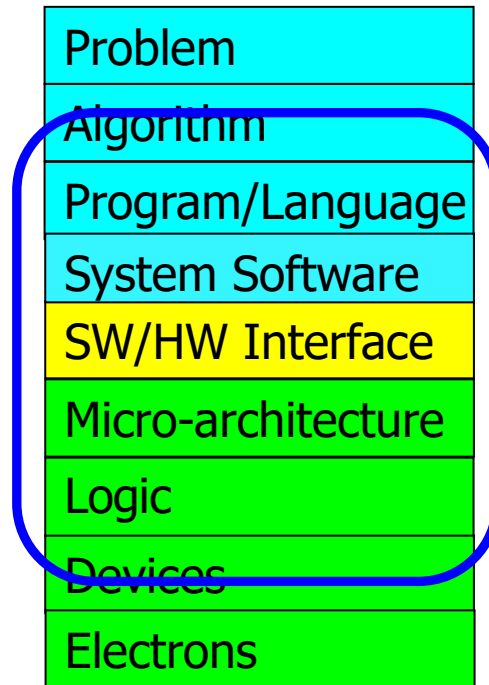 Problem
Algorithm
Program/Language
System Software
SW/HW Interface
Micro-architecture
Logic
Devices
Electrons